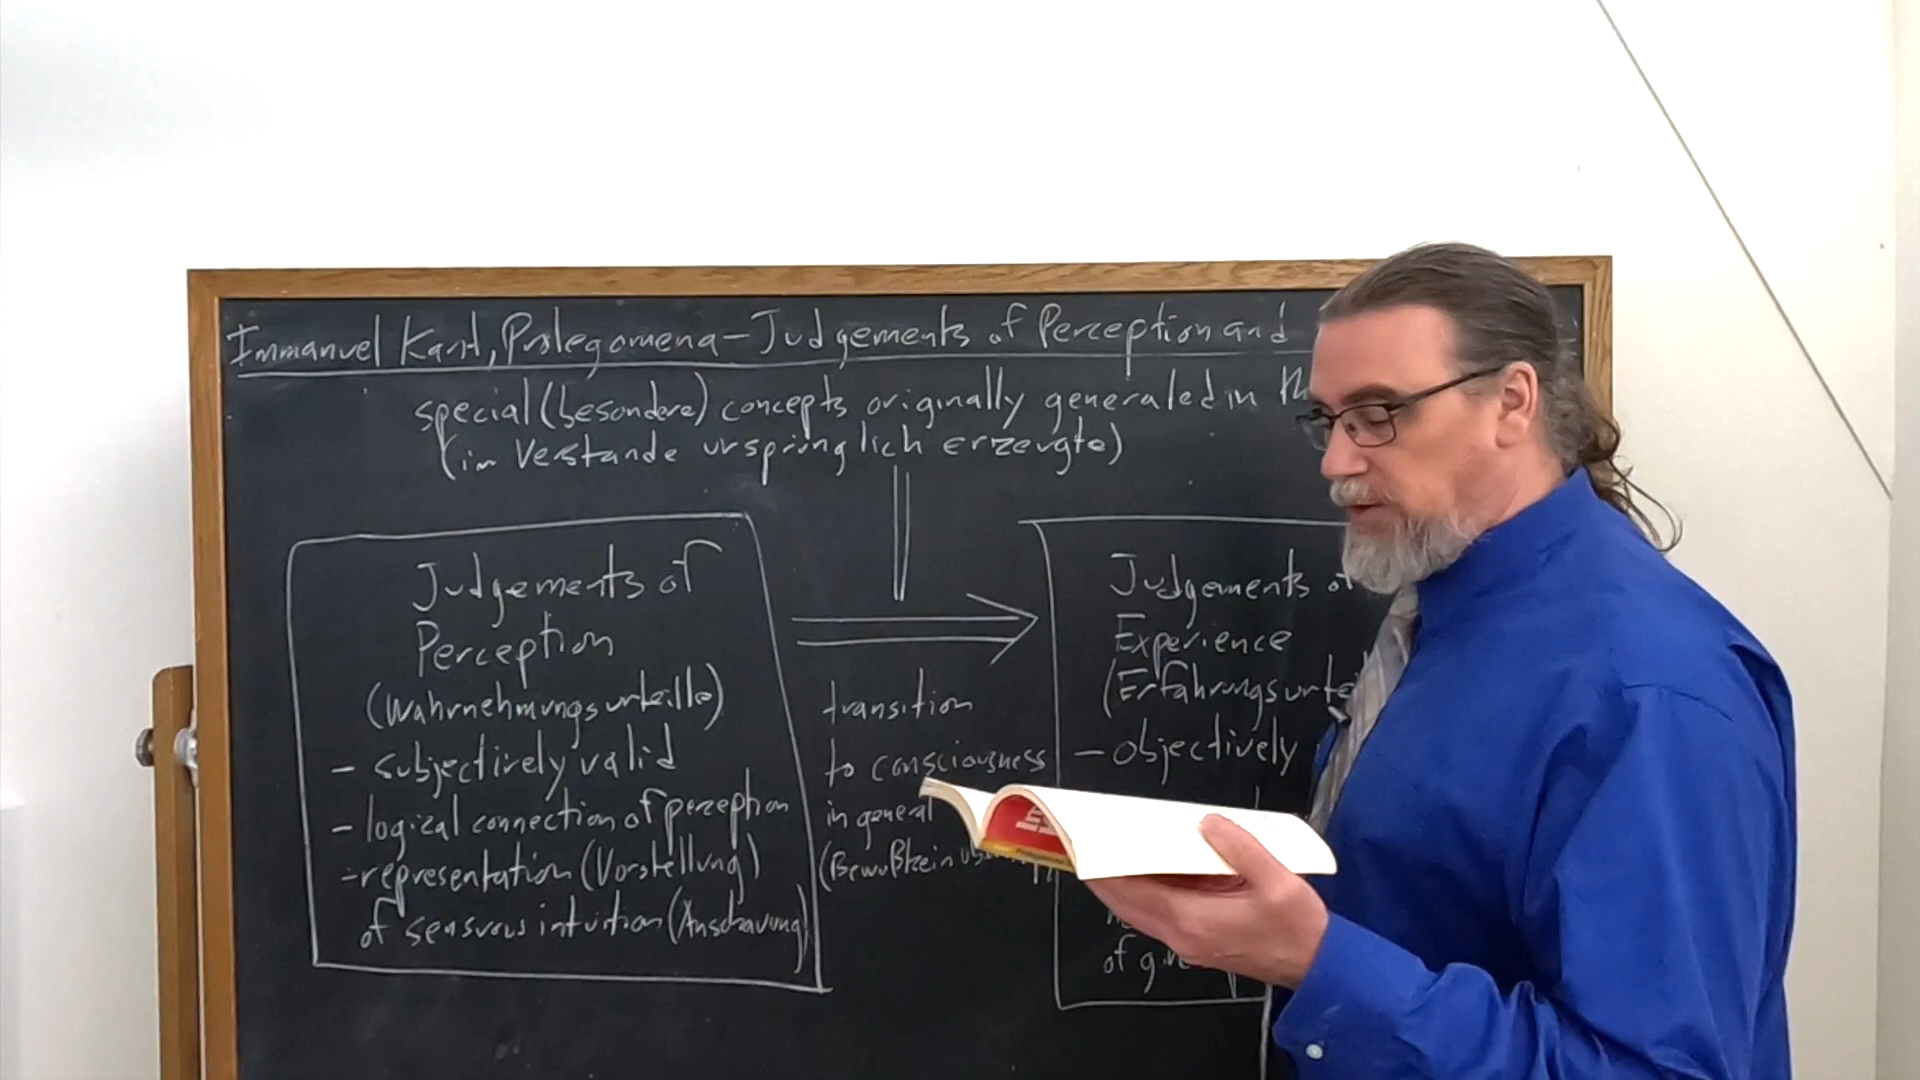 Immanuel Kant, Prolegomena – Judgements of Perception and
special (besondere) concepts originally generated in
(im Verstande ursprünglich erzeugte)
Judgements of
Perception
(Wahrnehmungsurteile)
- subjectively valid
- logical connection of perception
- representation (Vorstellung)
of sensuous intuition (Anschauung)
transition
to consciousness
in general
Judgements of
Experience
- objectively
of